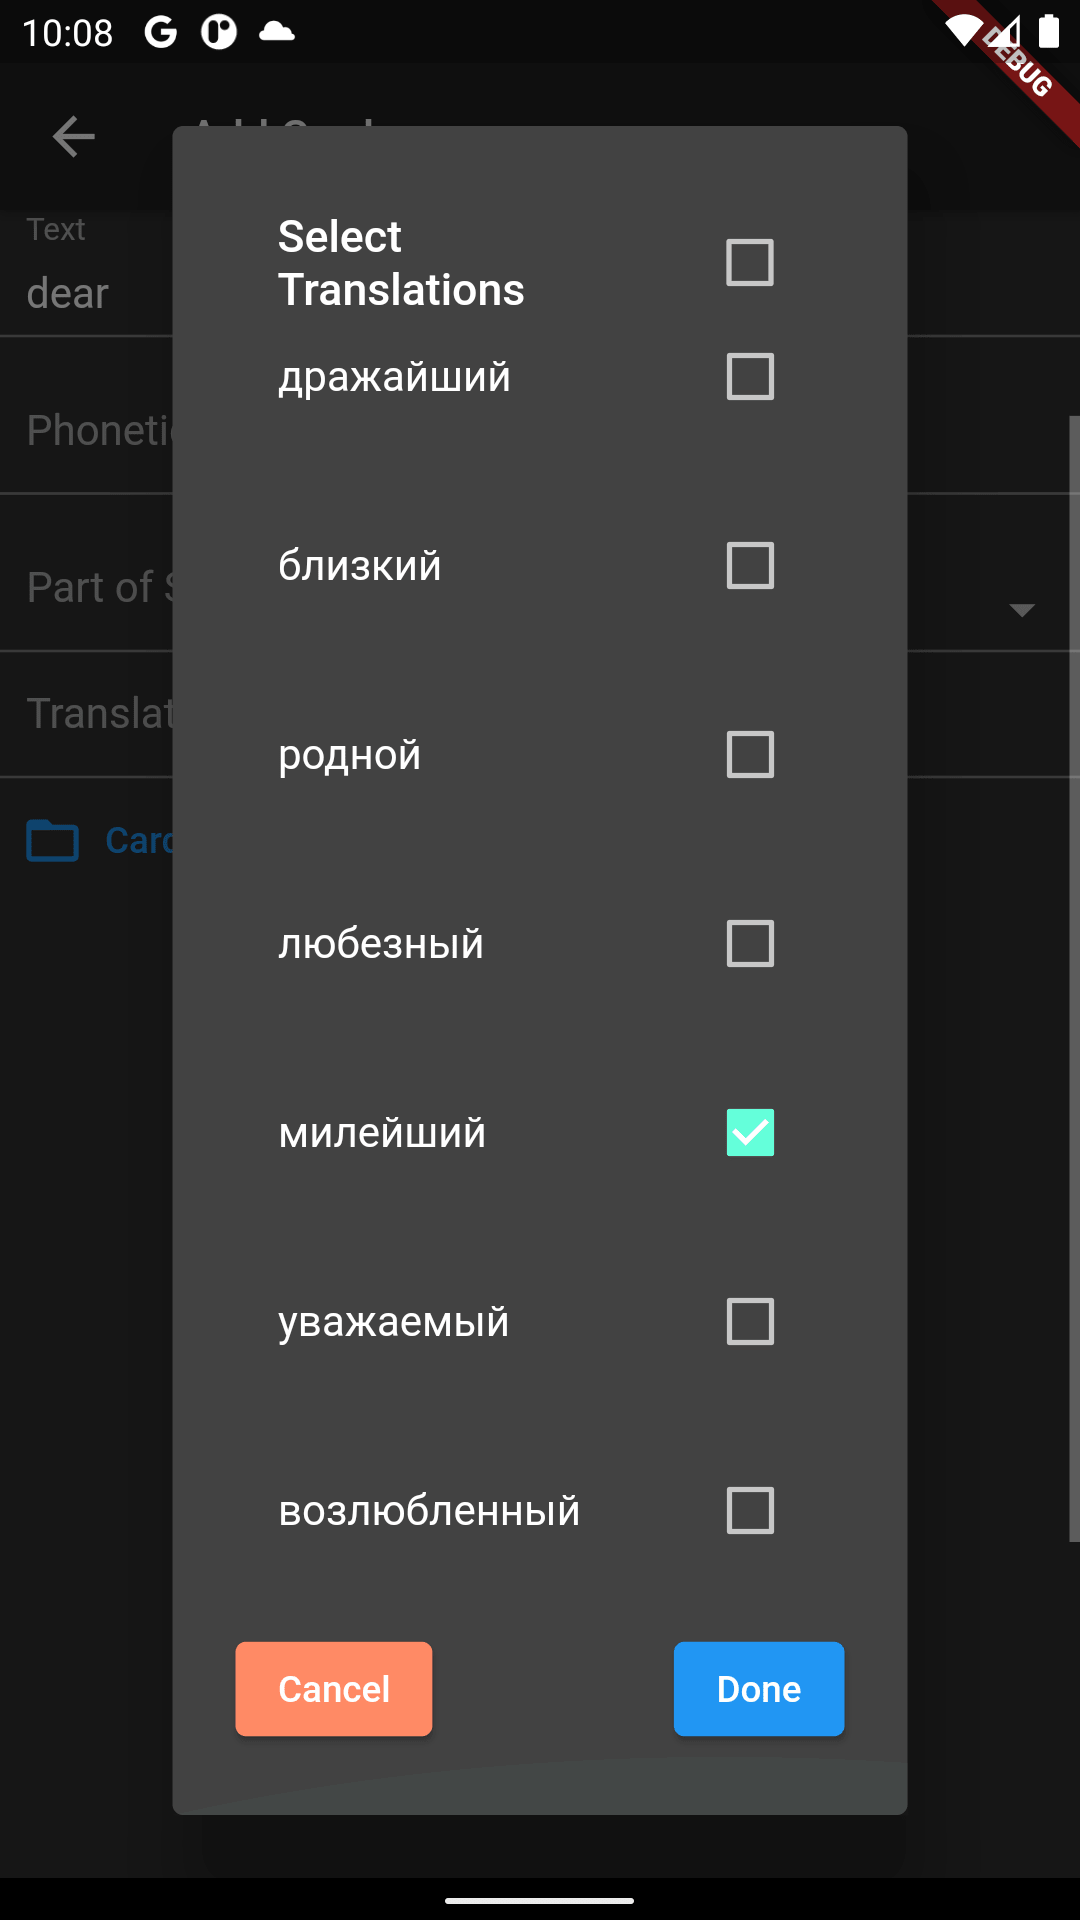 10:08
DEBUG
Text
dear
Select
Translations
дражайший
Phoneti
близкий
Part of S
родной
Translat
Card
любезный
милейший
уважаемый
возлюбленный
Cancel
Done